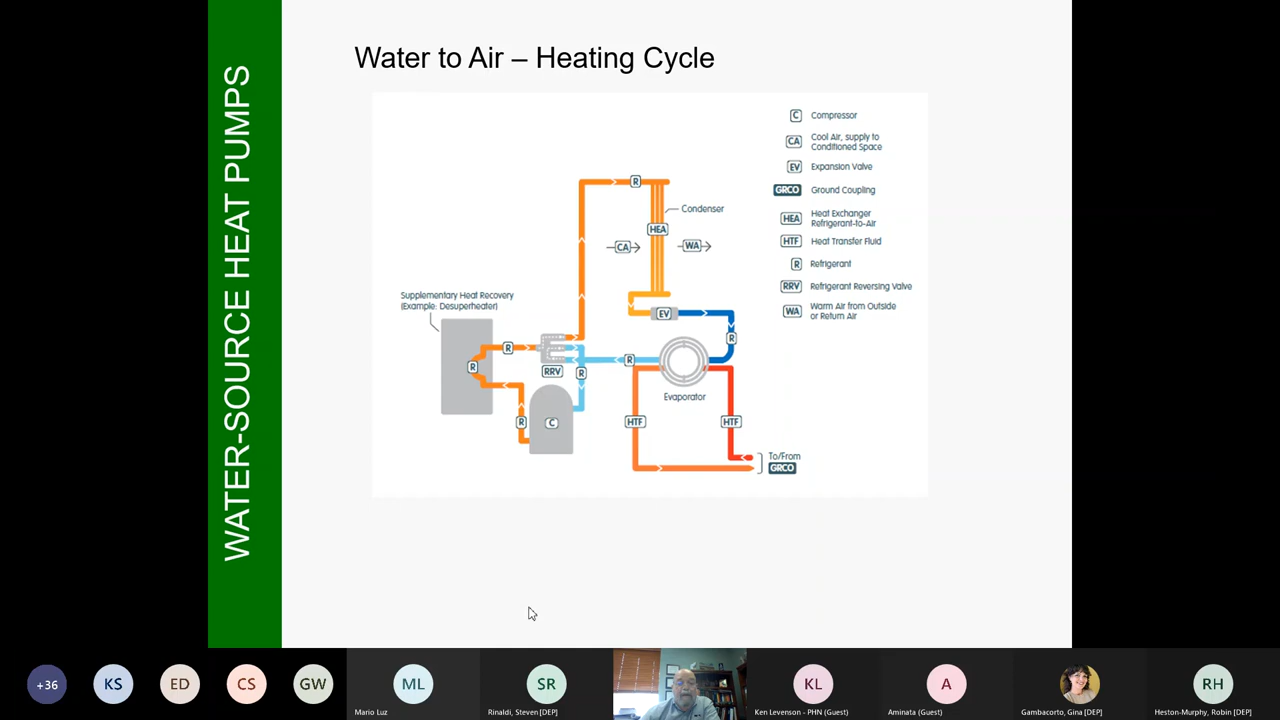 WATER-SOURCE HEAT PUMPS
Water to Air – Heating Cycle
C Compressor
CA Cool Air, supply to
Conditioned Space
EV Expansion Valve
GRCO Ground Coupling
HEA Heat Exchanger
Refrigerant-to-Air
HTF Heat Transfer Fluid
R Refrigerant
RRV Refrigerant Reversing Valve
WA Warm Air from Outside
or Return Air
R
Condenser
HEA
CA
WA
Supplementary Heat Recovery
(Example: Desuperheater)
EV
R
R
R
R
RRV
R
R
Evaporator
R
C
HTF
HTF
To/From
GRCO
+36
KS
ED
CS
GW
ML
Mario Luz
SR
Rinaldi, Steven [DEP]
KL
Ken Levenson - PHN (Guest)
A
Aminata (Guest)
Gambacorto, Gina [DEP]
RH
Heston-Murphy, Robin [DEP]